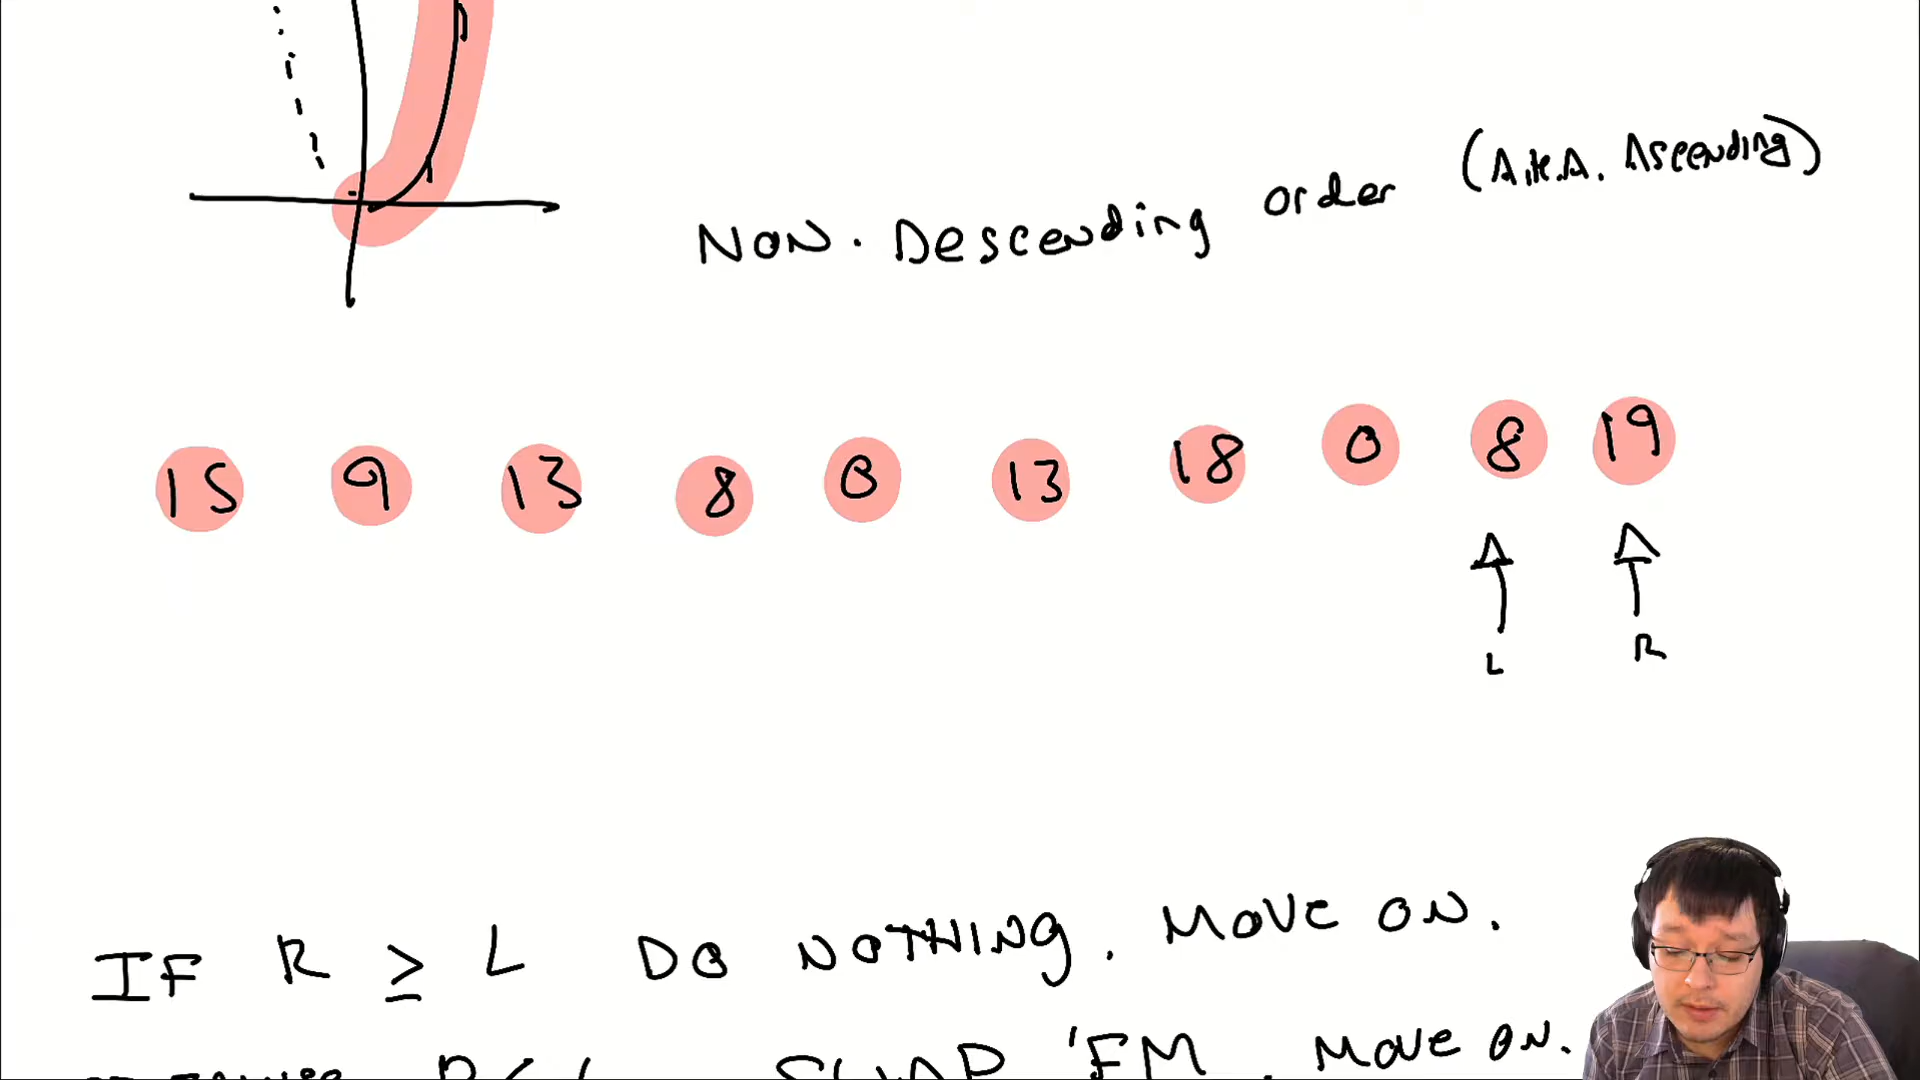 NON. Descending order (A.K.A. Ascending)
15 9 13 8 0 13 18 0 8 19
L R
IF R ≥ L DO NOTHING. MOVE ON.
R < L SWAP 'EM. MOVE ON.